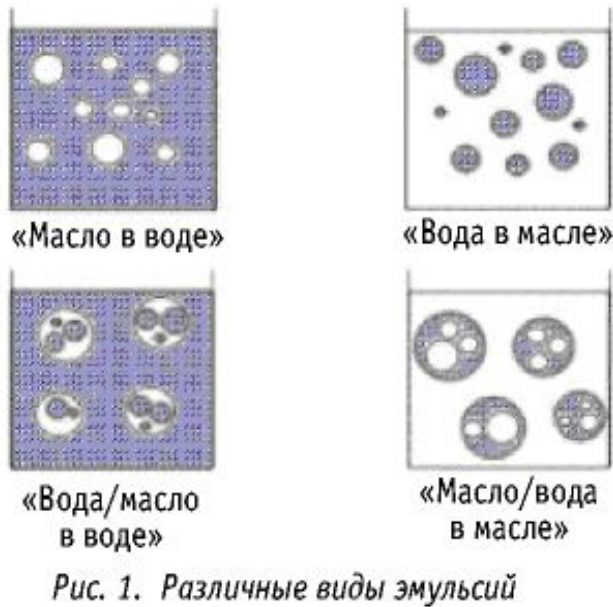 «Масло в воде»
«Вода в масле»
«Вода/масло
в воде»
«Масло/вода
в масле»
Рис. 1. Различные виды эмульсий